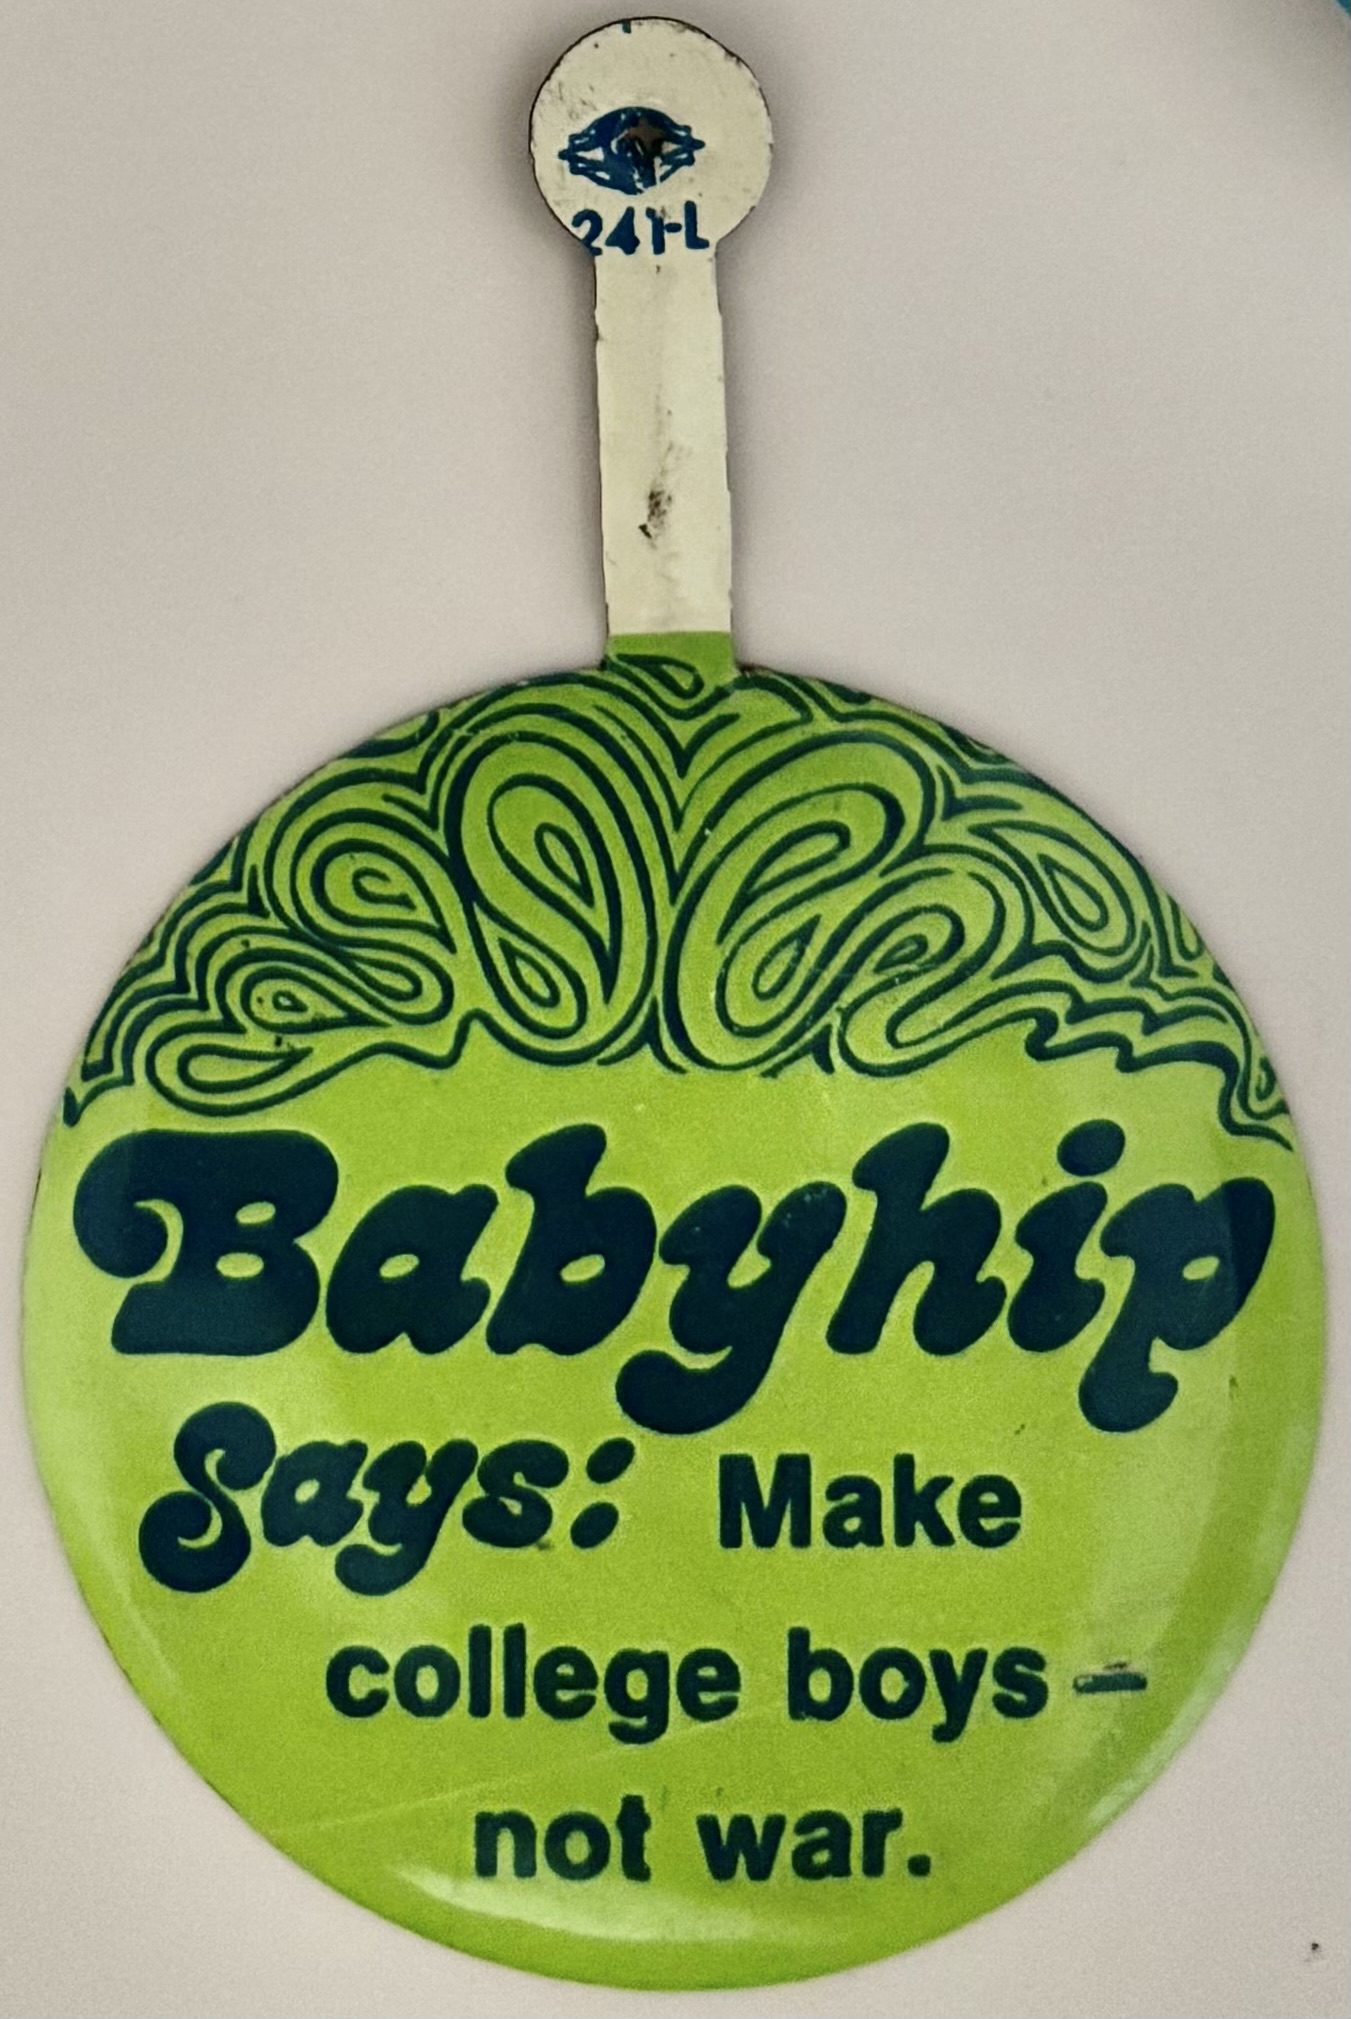 241-L
Babyhip
Says: Make
college boys –
not war.